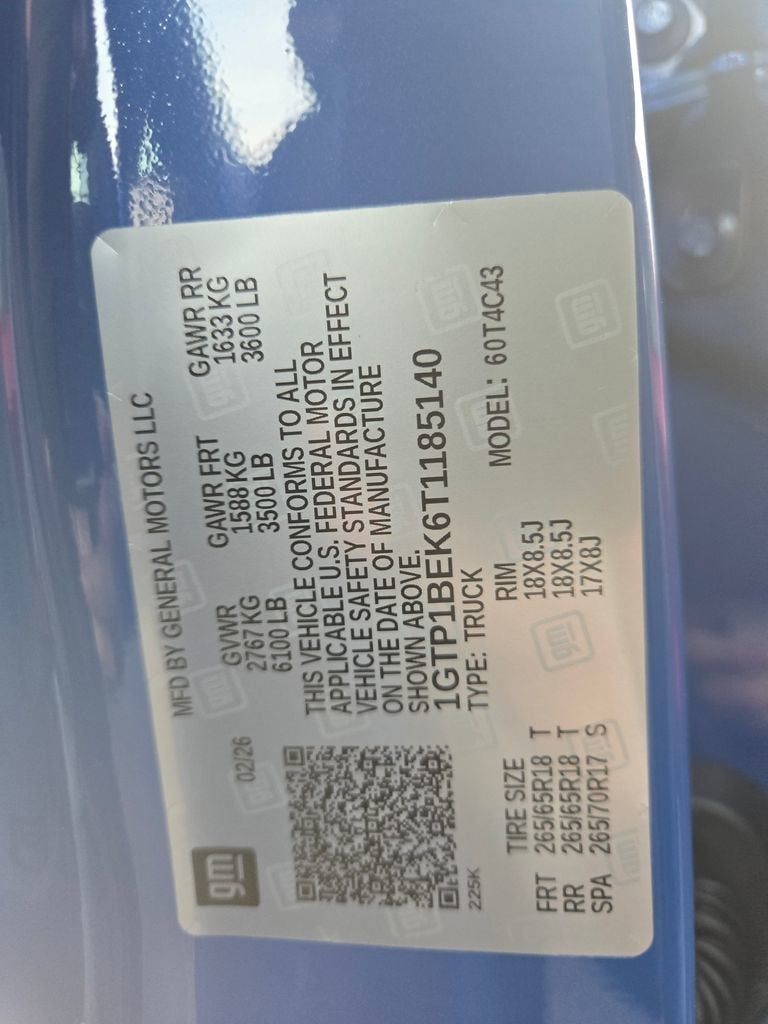 gm
02/26
MFD BY GENERAL MOTORS LLC
GVWR GAWR FRT GAWR RR
2767 KG 1588 KG 1633 KG
6100 LB 3500 LB 3600 LB
THIS VEHICLE CONFORMS TO ALL
APPLICABLE U.S. FEDERAL MOTOR
VEHICLE SAFETY STANDARDS IN EFFECT
ON THE DATE OF MANUFACTURE
SHOWN ABOVE.
1GTP1BEK6T1185140
TYPE: TRUCK MODEL: 60T4C43
225K
TIRE SIZE RIM
FRT 265/65R18 T 18X8.5J
RR 265/65R18 T 18X8.5J
SPA 265/70R17 S 17X8J